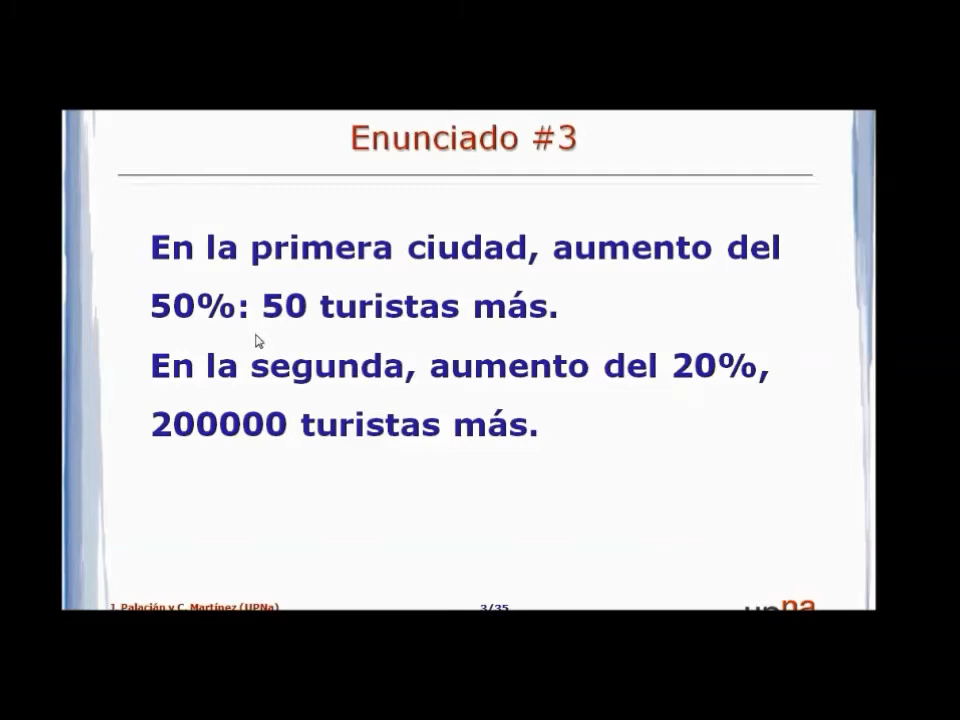 Enunciado #3
En la primera ciudad, aumento del
50%: 50 turistas más.
En la segunda, aumento del 20%,
200000 turistas más.
J. Palacián y C. Martínez (UPNa)
3/35
upna